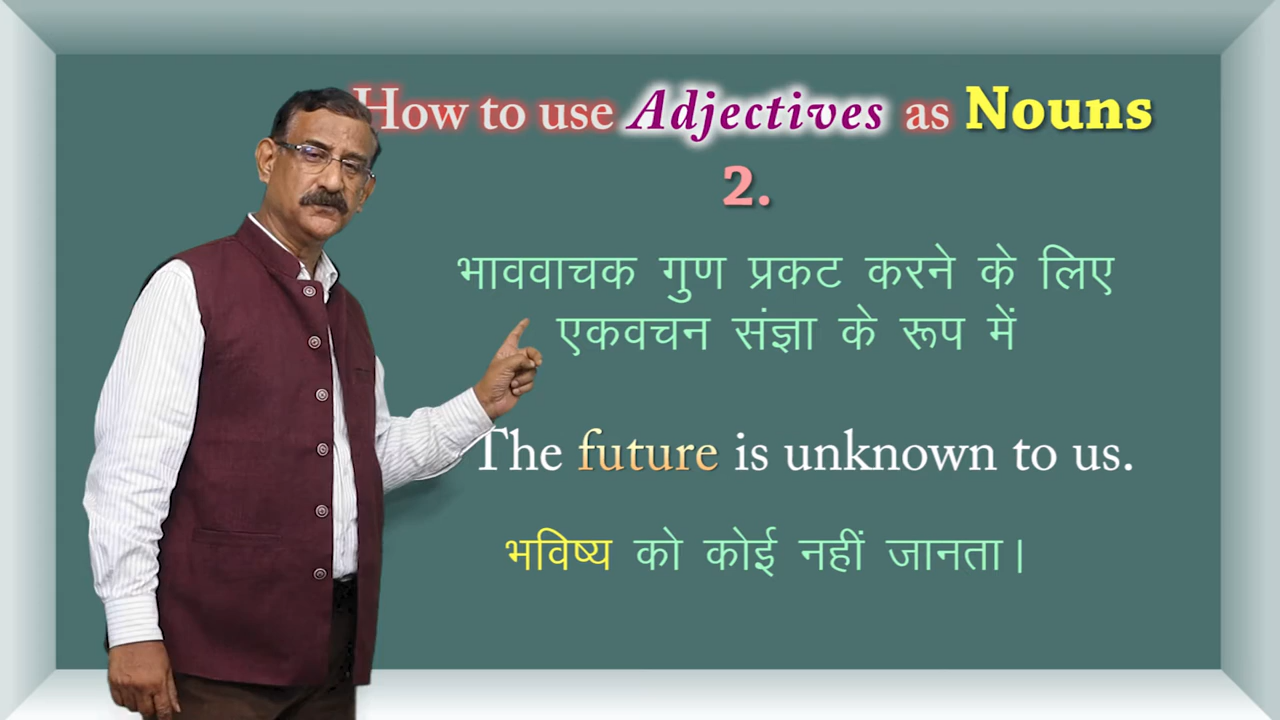 How to use Adjectives as Nouns
2.
भाववाचक गुण प्रकट करने के लिए
एकवचन संज्ञा के रूप में
The future is unknown to us.
भविष्य को कोई नहीं जानता।